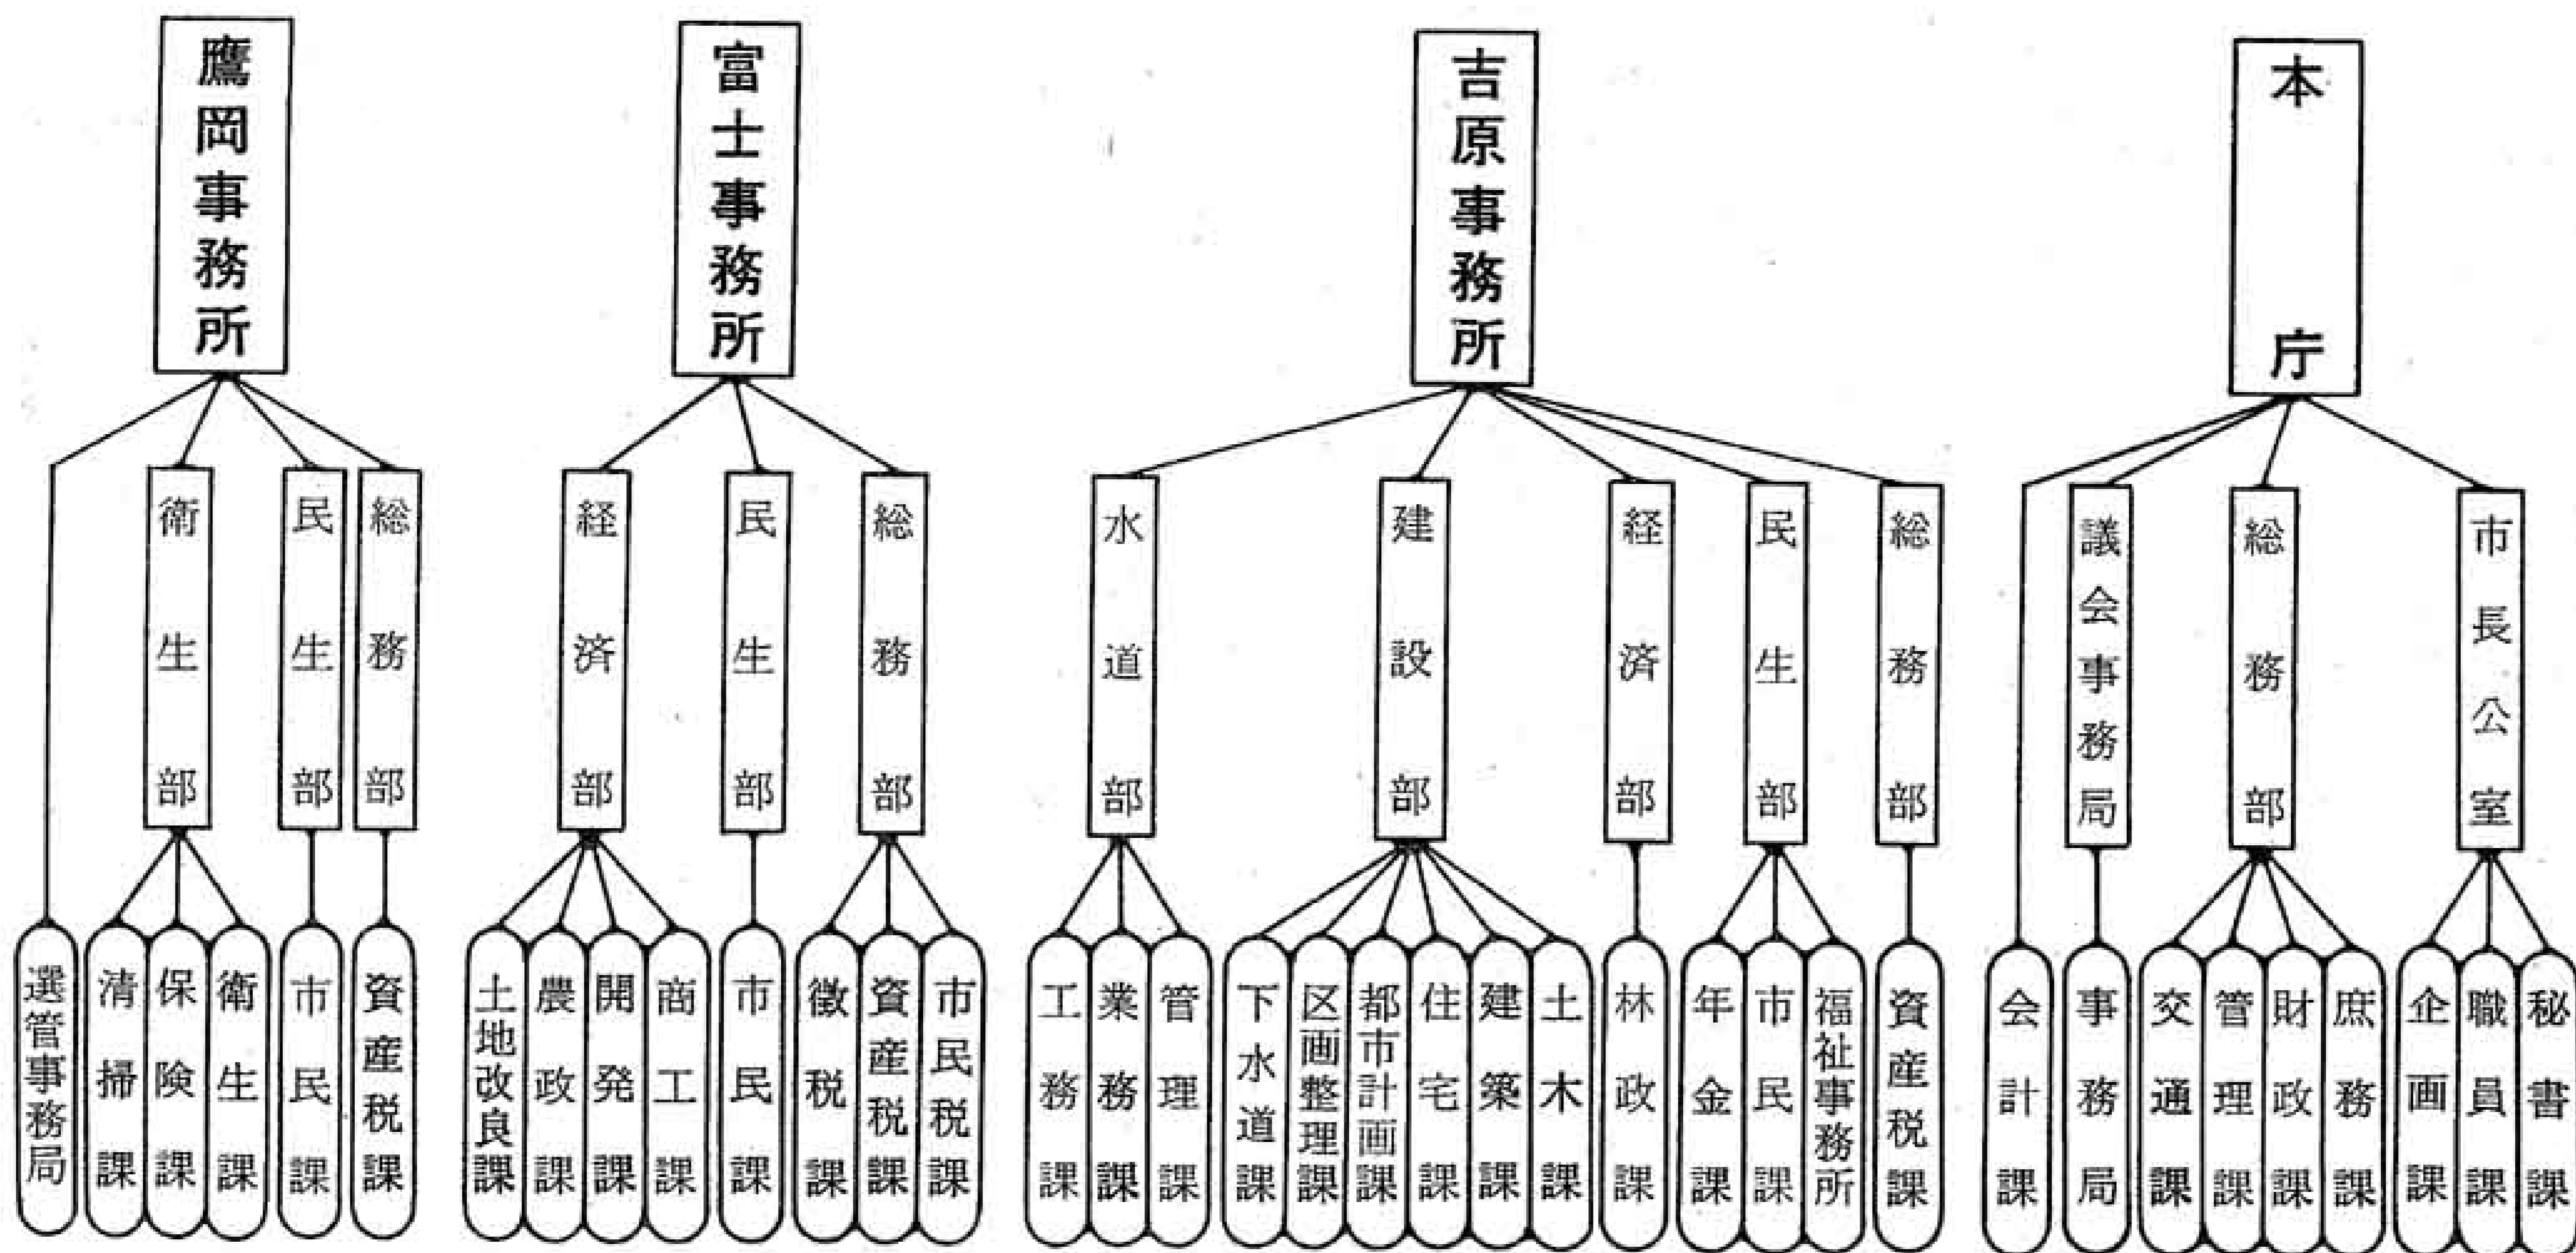 本庁
市長公室
秘書課
職員課
企画課
総務部
庶務課
財政課
管理課
交通課
議会事務局
事務局
会計課
吉原事務所
総務部
資産税課
民生部
福祉事務所
市民課
年金課
経済部
林政課
建設部
土木課
建築課
住宅課
都市計画課
区画整理課
下水道課
水道部
管理課
業務課
工務課
富士事務所
総務部
市民税課
資産税課
徴税課
民生部
市民課
経済部
商工課
開発課
農政課
土地改良課
鷹岡事務所
総務部
資産税課
民生部
市民課
衛生部
衛生課
保険課
清掃課
選管事務局